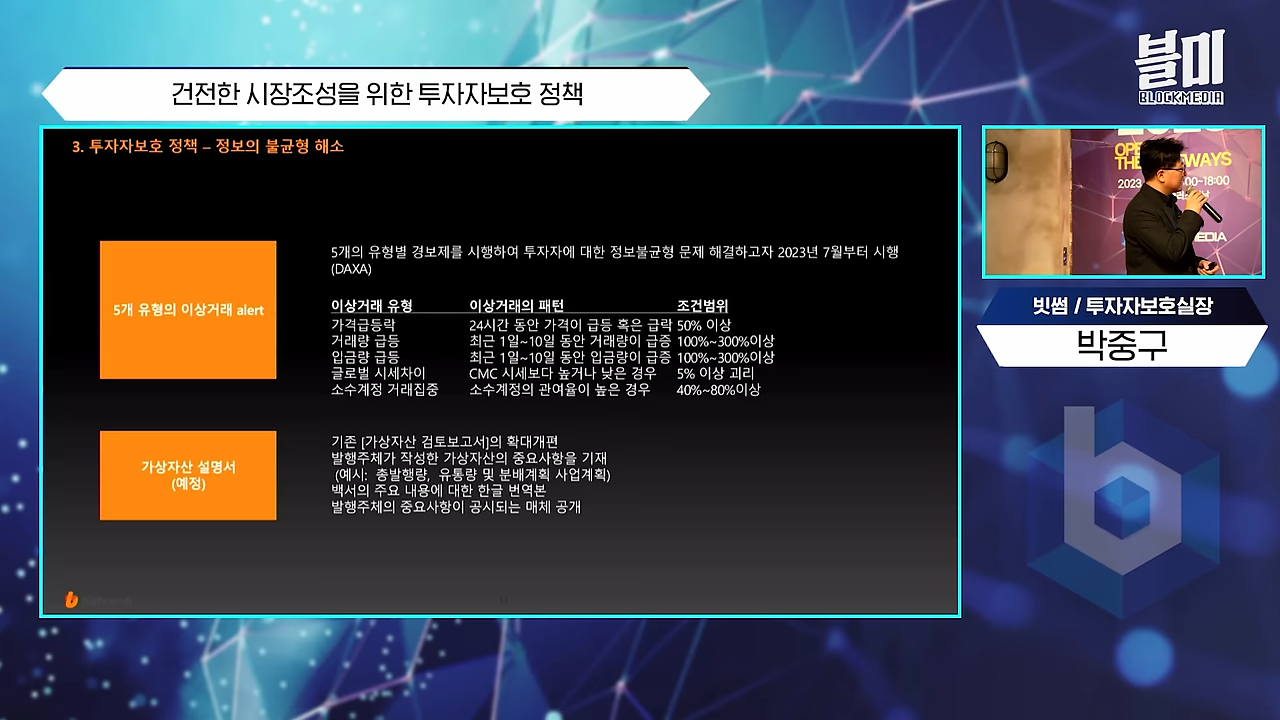 블미
BLOCKMEDIA
건전한 시장조성을 위한 투자자보호 정책
3. 투자자보호 정책 – 정보의 불균형 해소
5개 유형의 이상거래 alert
5개의 유형별 경보제를 시행하여 투자자에 대한 정보불균형 문제 해결하고자 2023년 7월부터 시행
(DAXA)
이상거래 유형 이상거래의 패턴 조건범위
가격급등락 24시간 동안 가격이 급등 혹은 급락 50% 이상
거래량 급등 최근 1일~10일 동안 거래량이 급증 100%~300%이상
입금량 급등 최근 1일~10일 동안 입금량이 급증 100%~300%이상
글로벌 시세차이 CMC 시세보다 높거나 낮은 경우 5% 이상 괴리
소수계정 거래집중 소수계정의 관여율이 높은 경우 40%~80%이상
가상자산 설명서
(예정)
기존 [가상자산 검토보고서]의 확대개편
발행주체가 작성한 가상자산의 중요사항을 기재
(예시: 총발행량, 유통량 및 분배계획 사업계획)
백서의 주요 내용에 대한 한글 번역본
발행주체의 중요사항이 공시되는 매체 공개
2023
00~18:00
빗썸 / 투자자보호실장
박중구